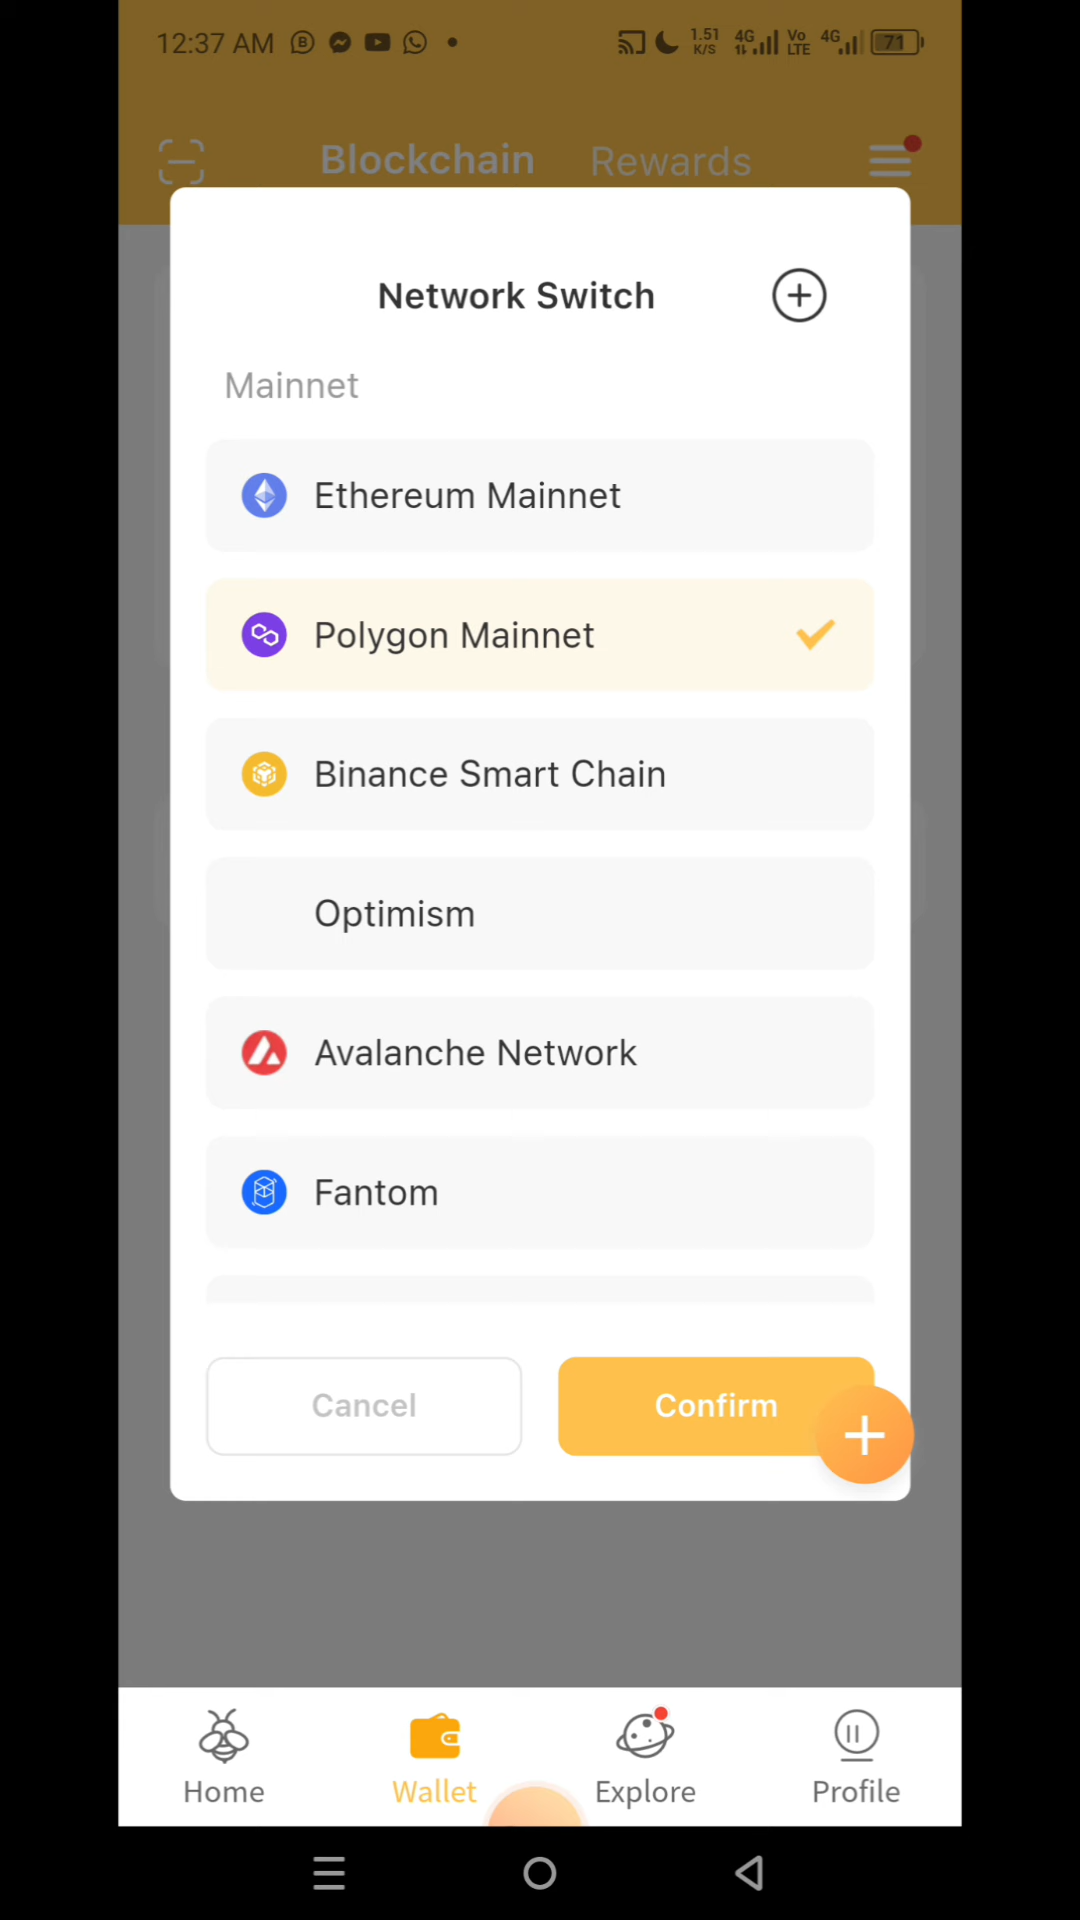 12:37 AM 1.51 K/S 4G Vo LTE 4G 71
Blockchain Rewards
Network Switch
Mainnet
Ethereum Mainnet
Polygon Mainnet
Binance Smart Chain
Optimism
Avalanche Network
Fantom
Cancel Confirm
Home Wallet Explore Profile